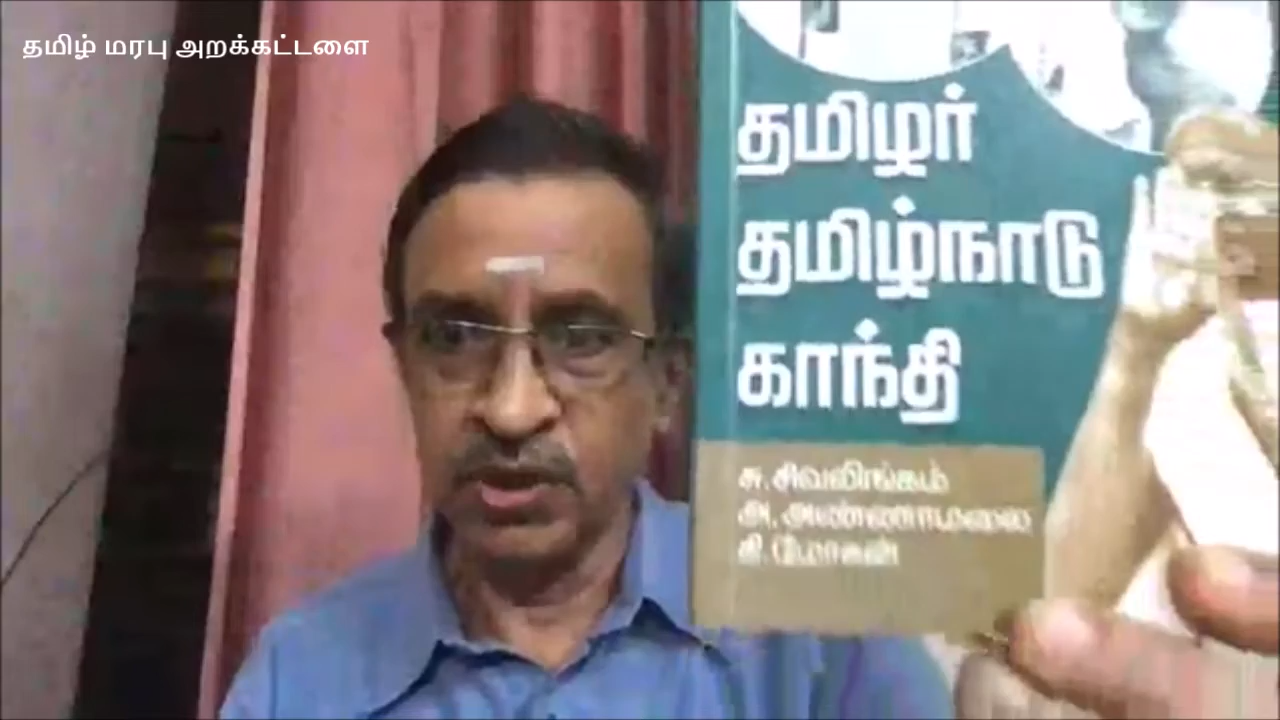 தமிழ் மரபு அறக்கட்டளை
தமிழர்
தமிழ்நாடு
காந்தி
சு.சிவலிங்கம்
அ.அண்ணாமலை
கி.மோகன்